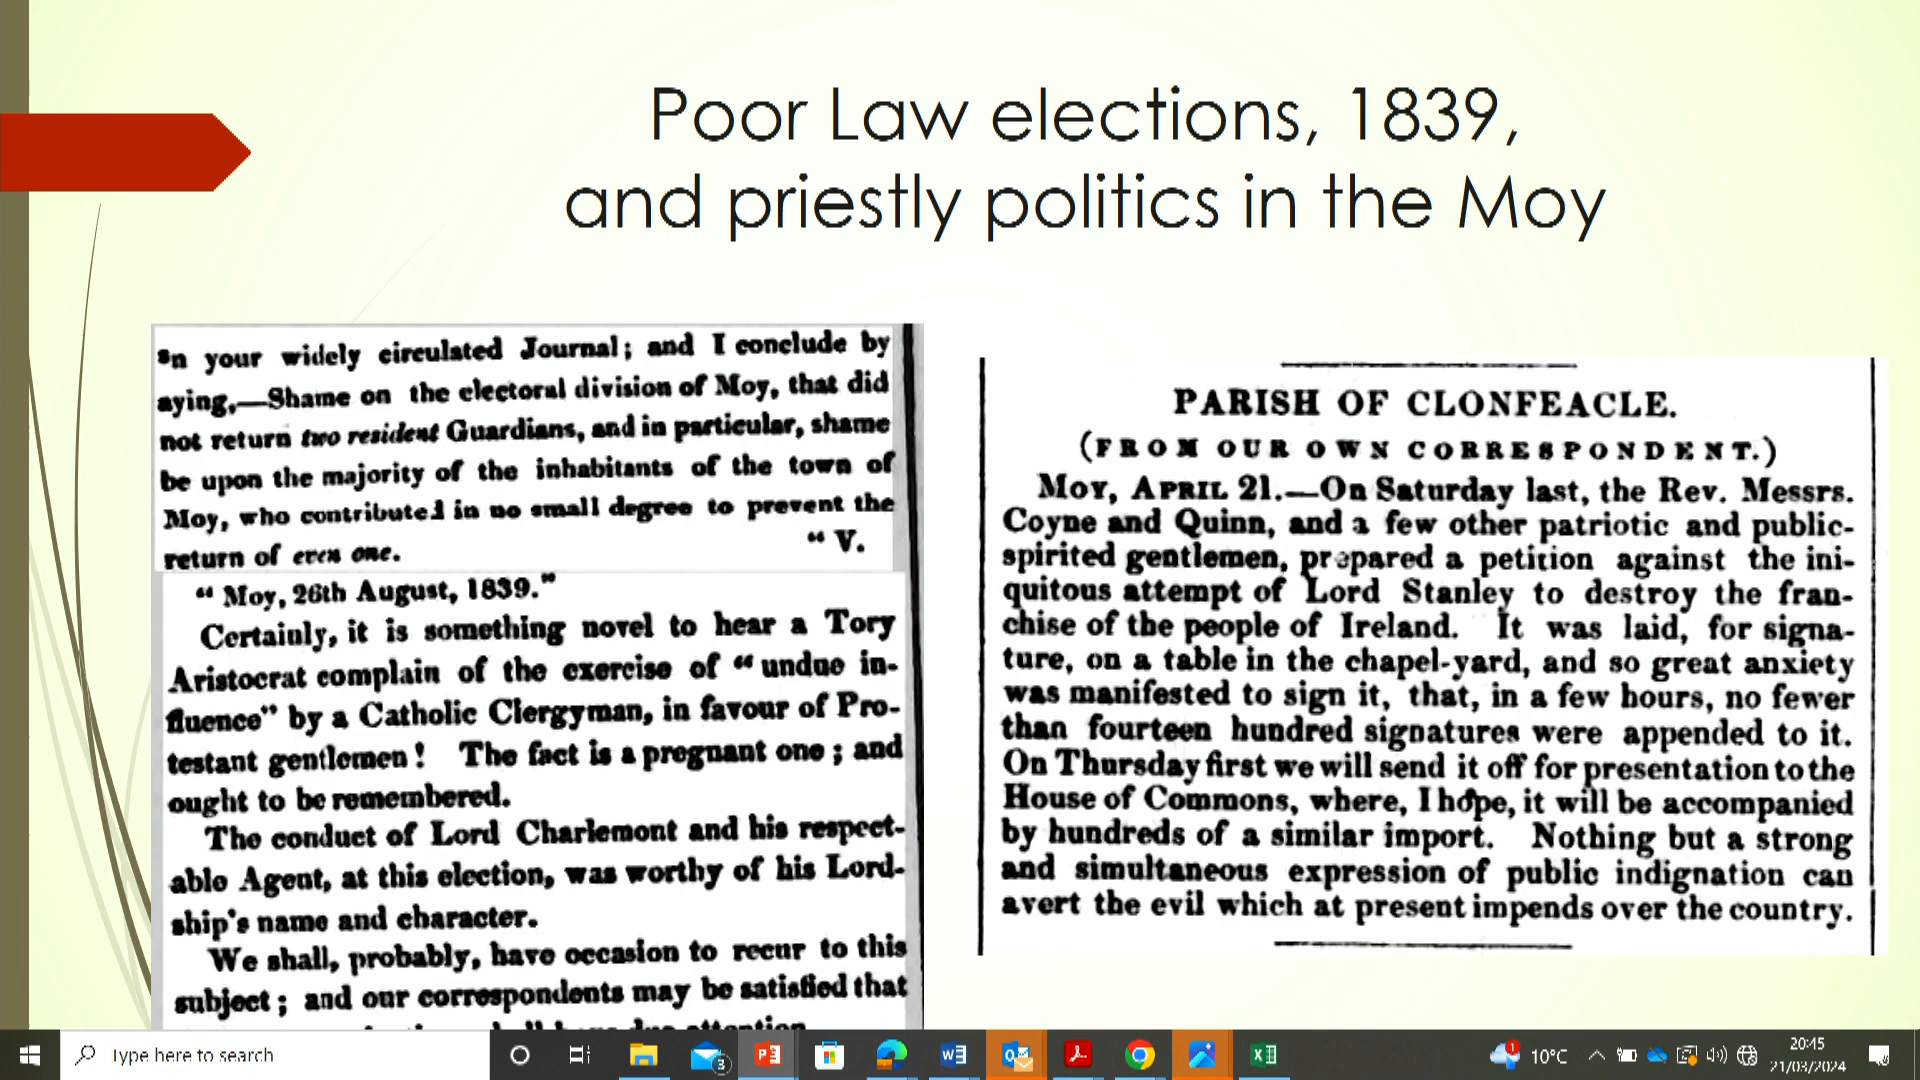 Poor Law elections, 1839,
and priestly politics in the Moy
n your widely circulated Journal; and I conclude by
aying,—Shame on the electoral division of Moy, that did
not return two resident Guardians, and in particular, shame
be upon the majority of the inhabitants of the town of
Moy, who contributed in no small degree to prevent the
return of even one. “ V.
“ Moy, 26th August, 1839.”
Certainly, it is something novel to hear a Tory
Aristocrat complain of the exercise of “ undue in-
fluence” by a Catholic Clergyman, in favour of Pro-
testant gentlemen! The fact is a pregnant one ; and
ought to be remembered.
The conduct of Lord Charlemont and his respect-
able Agent, at this election, was worthy of his Lord-
ship's name and character.
We shall, probably, have occasion to recur to this
subject ; and our correspondents may be satisfied that
shall have due attention.
PARISH OF CLONFEACLE.
(FROM OUR OWN CORRESPONDENT.)
Moy, April 21.—On Saturday last, the Rev. Messrs.
Coyne and Quinn, and a few other patriotic and public-
spirited gentlemen, prepared a petition against the ini-
quitous attempt of Lord Stanley to destroy the fran-
chise of the people of Ireland. It was laid, for signa-
ture, on a table in the chapel-yard, and so great anxiety
was manifested to sign it, that, in a few hours, no fewer
than fourteen hundred signatures were appended to it.
On Thursday first we will send it off for presentation to the
House of Commons, where, I hope, it will be accompanied
by hundreds of a similar import. Nothing but a strong
and simultaneous expression of public indignation can
avert the evil which at present impends over the country.
Type here to search
3
1
10°C
20:45
21/03/2024